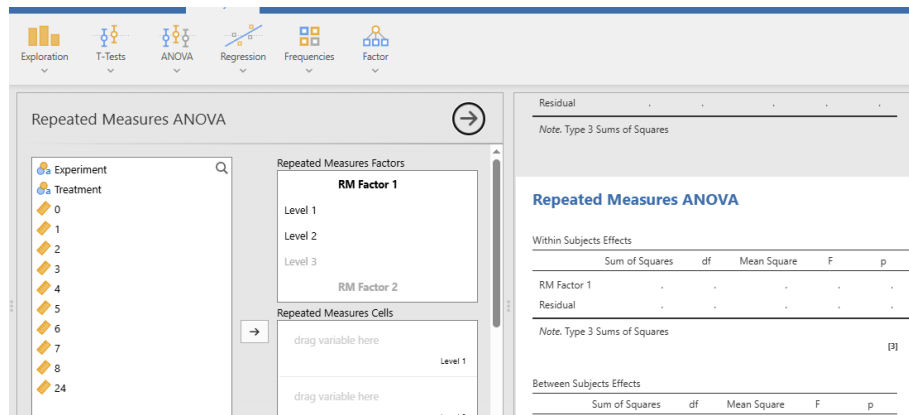 Exploration T-Tests ANOVA Regression Frequencies Factor
Repeated Measures ANOVA
Experiment
Treatment
0
1
2
3
4
5
6
7
8
24
Repeated Measures Factors
RM Factor 1
Level 1
Level 2
Level 3
RM Factor 2
Repeated Measures Cells
drag variable here
Level 1
drag variable here
Residual . . . . .
Note. Type 3 Sums of Squares
Repeated Measures ANOVA
Within Subjects Effects
Sum of Squares df Mean Square F p
RM Factor 1 . . . . .
Residual . . . . .
Note. Type 3 Sums of Squares
[3]
Between Subjects Effects
Sum of Squares df Mean Square F p